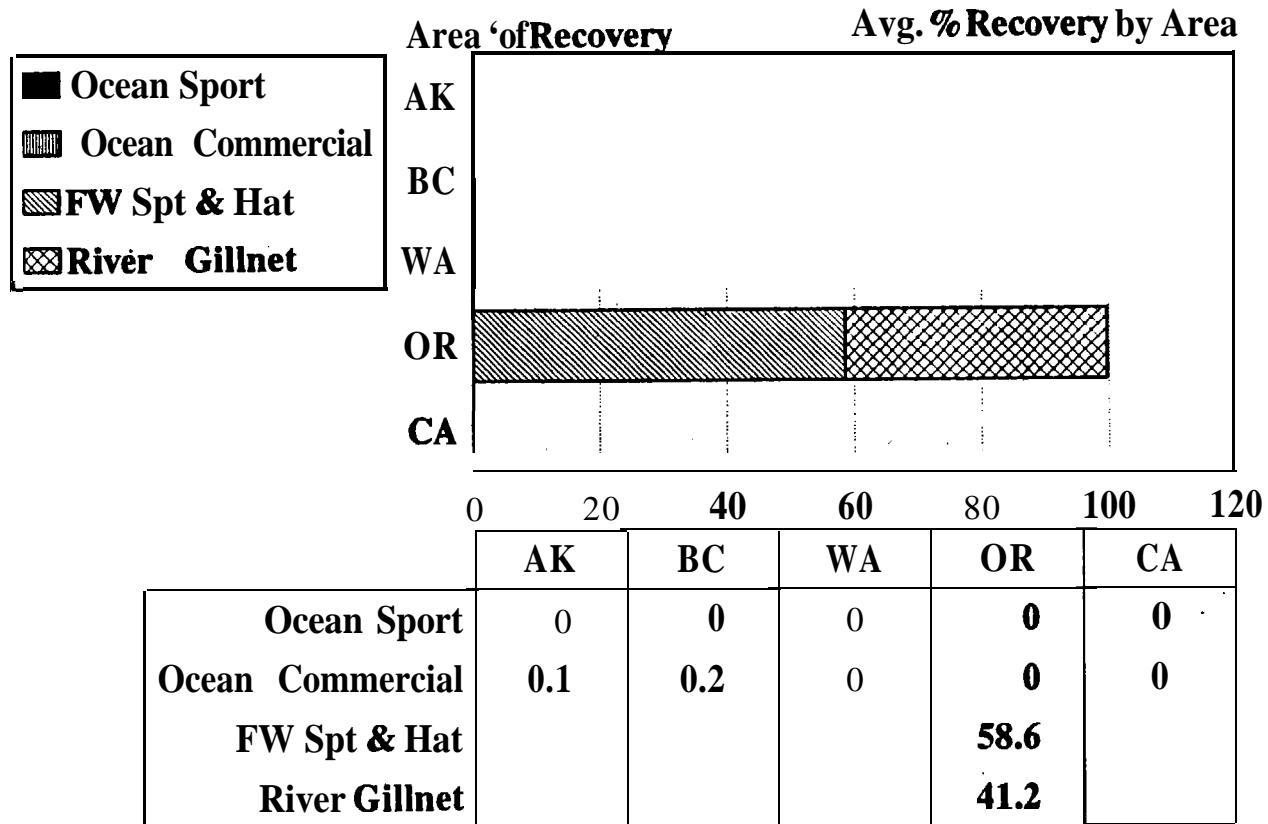 Area ‘of Recovery
Avg. % Recovery by Area
Ocean Sport
Ocean Commercial
FW Spt & Hat
River Gillnet
AK
BC
WA
OR
CA
0 20 40 60 80 100 120
AK BC WA OR CA
Ocean Sport 0 0 0 0 0
Ocean Commercial 0.1 0.2 0 0 0
FW Spt & Hat 58.6
River Gillnet 41.2